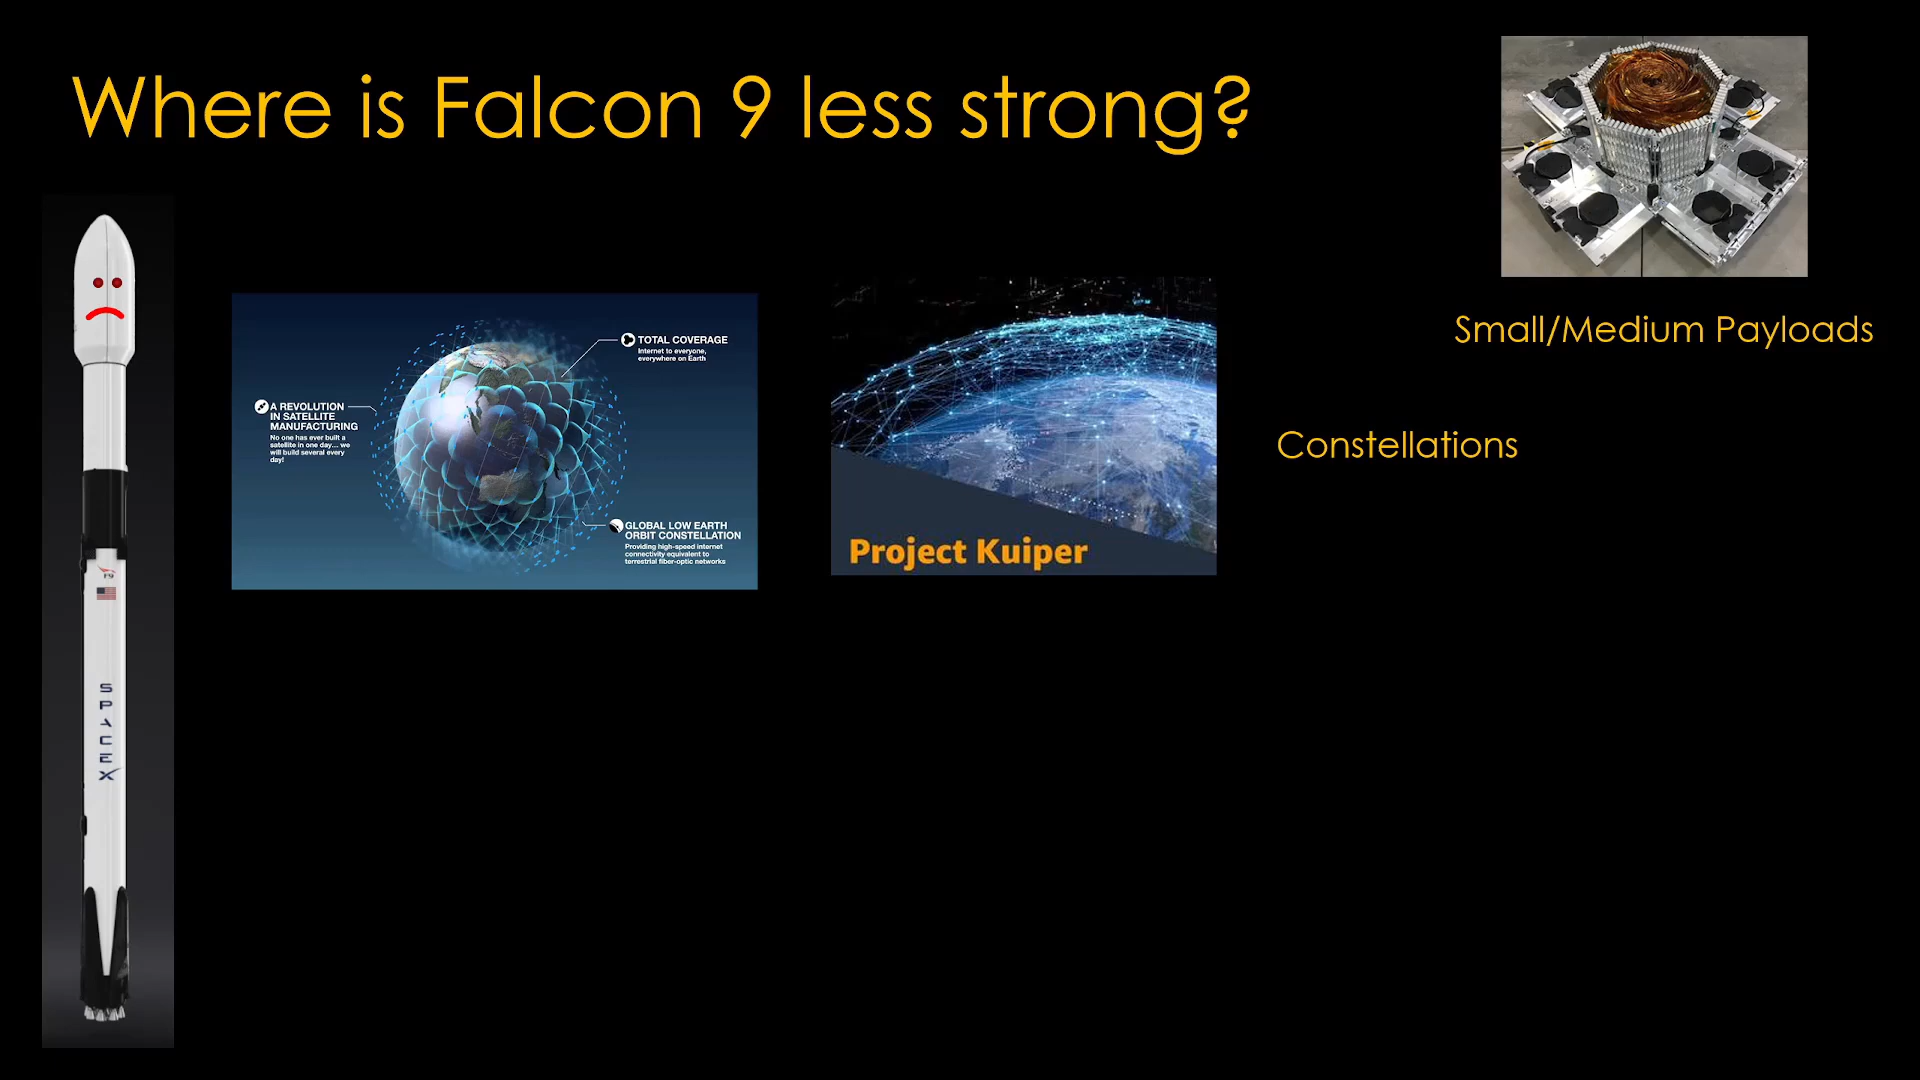 Where is Falcon 9 less strong?
Small/Medium Payloads
Constellations
TOTAL COVERAGE
Internet to everyone,
everywhere on Earth
A REVOLUTION
IN SATELLITE
MANUFACTURING
No one has ever built a
satellite in one day... we
will build several every
day!
GLOBAL LOW EARTH
ORBIT CONSTELLATION
Providing high-speed internet
connectivity equivalent to
terrestrial fiber-optic networks
Project Kuiper
F9
SPACEX